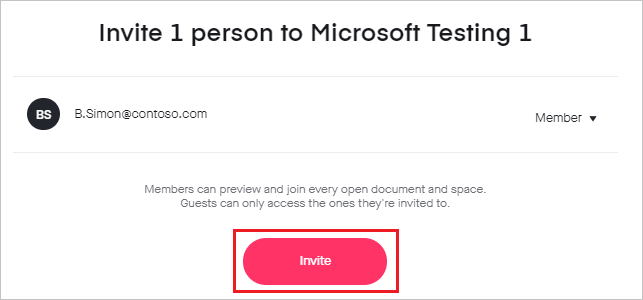 Invite 1 person to Microsoft Testing 1
BS
B.Simon@contoso.com
Member
Members can preview and join every open document and space.
Guests can only access the ones they're invited to.
Invite